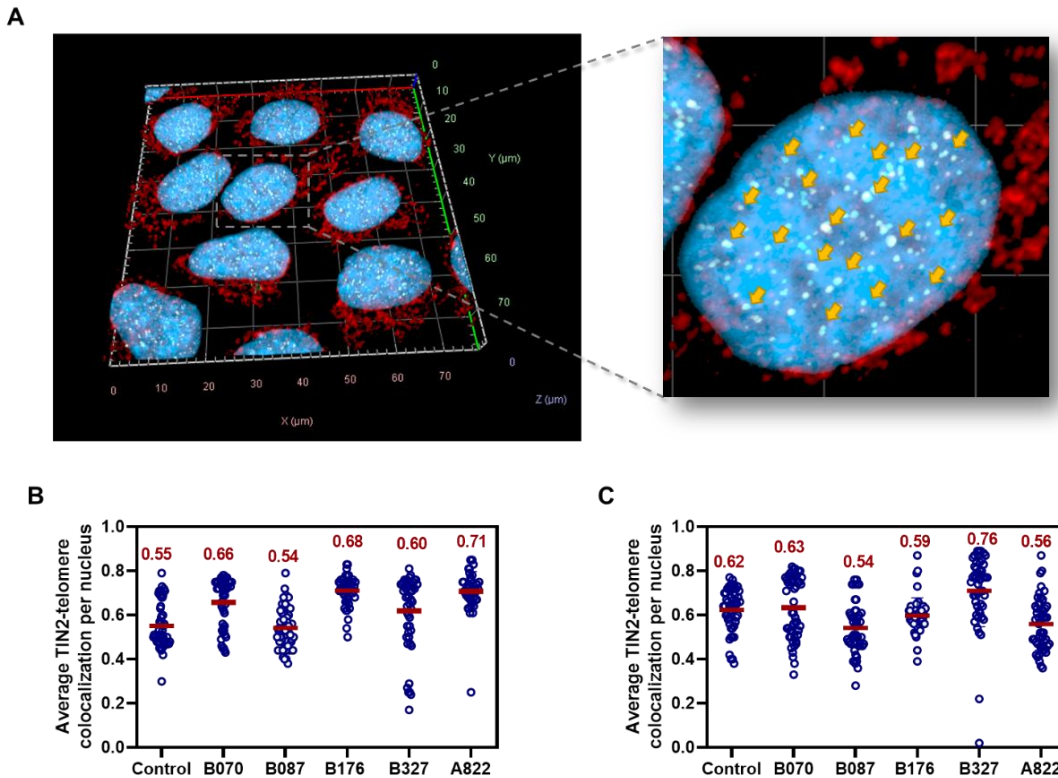 A
0
10
20
30
Y (µm)
40
50
60
70
0
Z (µm)
0 10 20 30 40 50 60 70
X (µm)
B
Average TIN2-telomere
colocalization per nucleus
1.0
0.8
0.6
0.4
0.2
0.0
0.55 0.66 0.54 0.68 0.60 0.71
Control B070 B087 B176 B327 A822
C
Average TIN2-telomere
colocalization per nucleus
1.0
0.8
0.6
0.4
0.2
0.0
0.62 0.63 0.54 0.59 0.76 0.56
Control B070 B087 B176 B327 A822